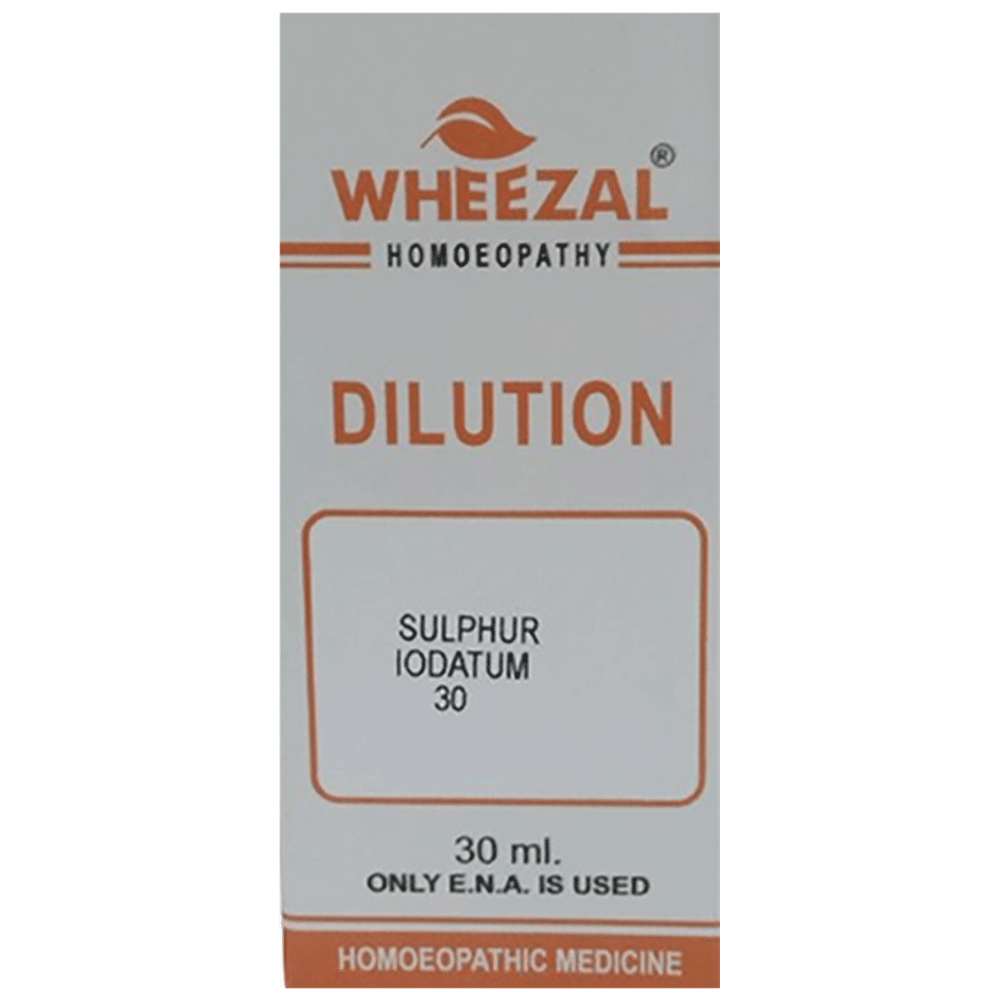 WHEEZAL®
HOMOEOPATHY
DILUTION
SULPHUR
IODATUM
30
30 ml.
ONLY E.N.A. IS USED
HOMOEOPATHIC MEDICINE